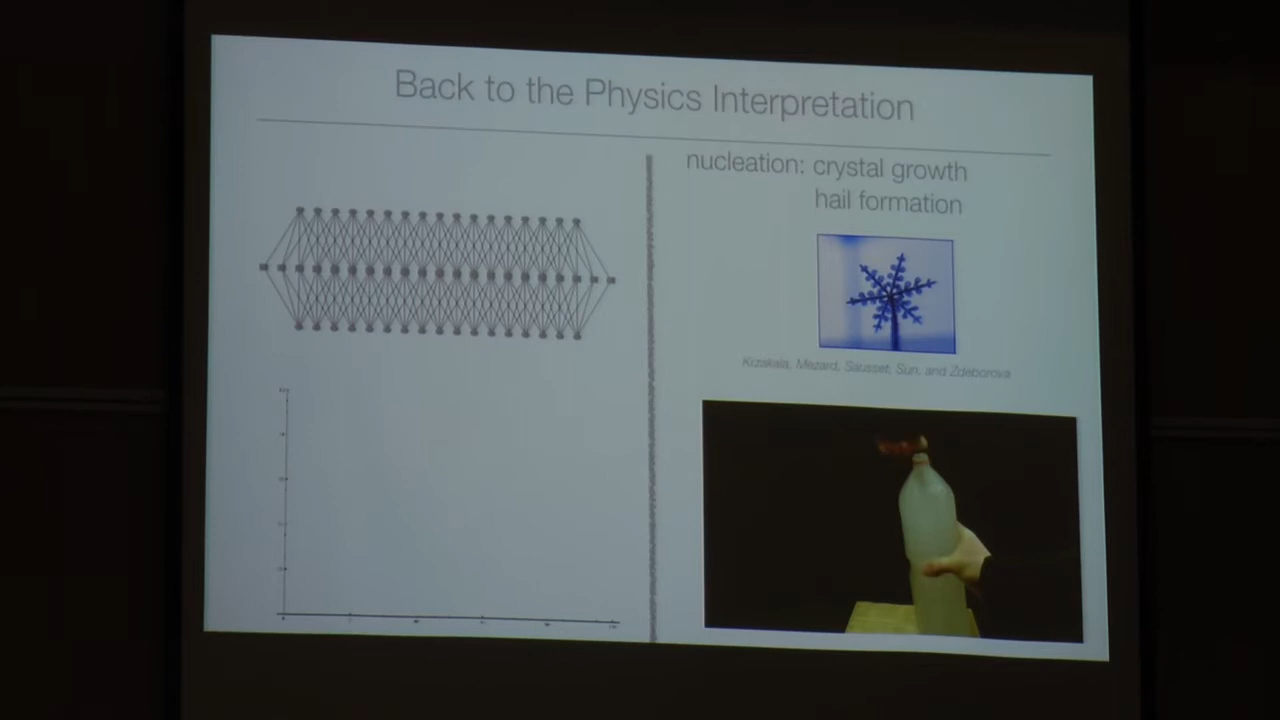 Back to the Physics Interpretation
nucleation: crystal growth
hail formation
Krzakala, Mezard, Sausset, Sun, and Zdeborova